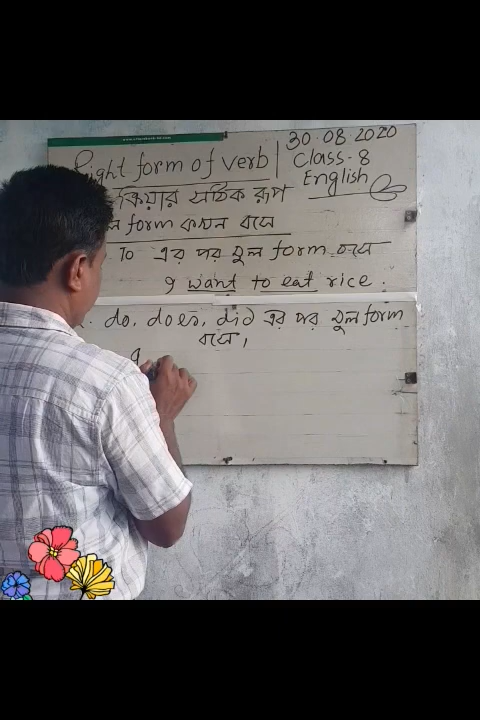 30.08.2020
Right form of verb
Class-8
English
ক্রিয়ার সঠিক রূপ
form কখন বসে
To এর পর মূল form বসে
I want to eat rice.
do, does, did এর পর মূল form
বসে,
I